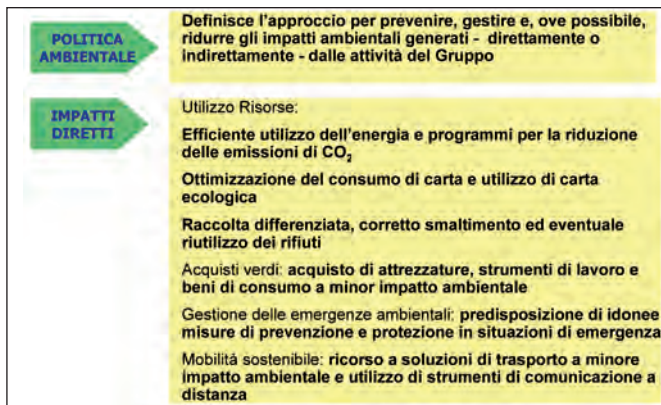 POLITICA
AMBIENTALE
Definisce l'approccio per prevenire, gestire e, ove possibile,
ridurre gli impatti ambientali generati - direttamente o
indirettamente - dalle attività del Gruppo
IMPATTI
DIRETTI
Utilizzo Risorse:
Efficiente utilizzo dell'energia e programmi per la riduzione
delle emissioni di CO₂
Ottimizzazione del consumo di carta e utilizzo di carta
ecologica
Raccolta differenziata, corretto smaltimento ed eventuale
riutilizzo dei rifiuti
Acquisti verdi: acquisto di attrezzature, strumenti di lavoro e
beni di consumo a minor impatto ambientale
Gestione delle emergenze ambientali: predisposizione di idonee
misure di prevenzione e protezione in situazioni di emergenza
Mobilità sostenibile: ricorso a soluzioni di trasporto a minore
impatto ambientale e utilizzo di strumenti di comunicazione a
distanza